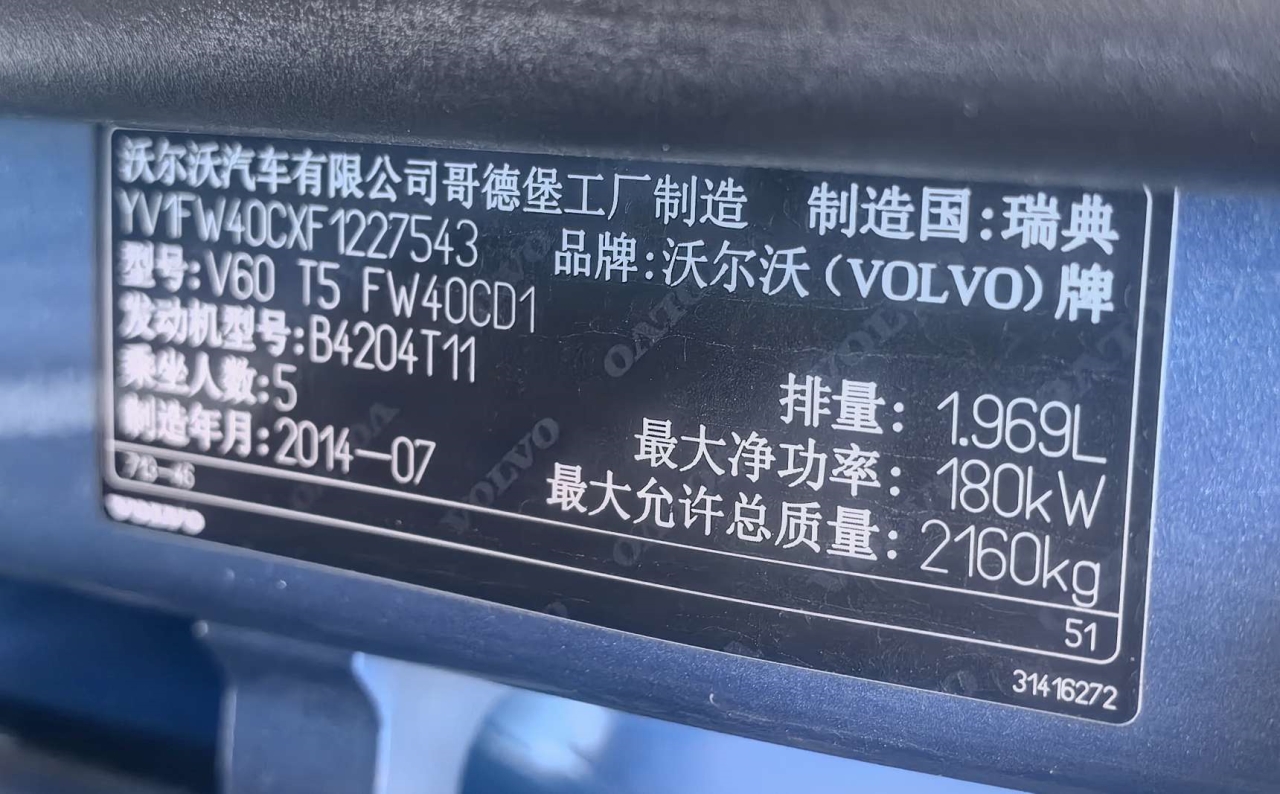 沃尔沃汽车有限公司哥德堡工厂制造 制造国:瑞典
YV1FW40CXF1227543 品牌:沃尔沃(VOLVO)牌
型号:V60 T5 FW40CD1
发动机型号:B4204T11
乘坐人数:5 排量: 1.969L
制造年月:2014-07 最大净功率: 180kW
最大允许总质量: 2160kg
713-46
51
VOLVO
31416272